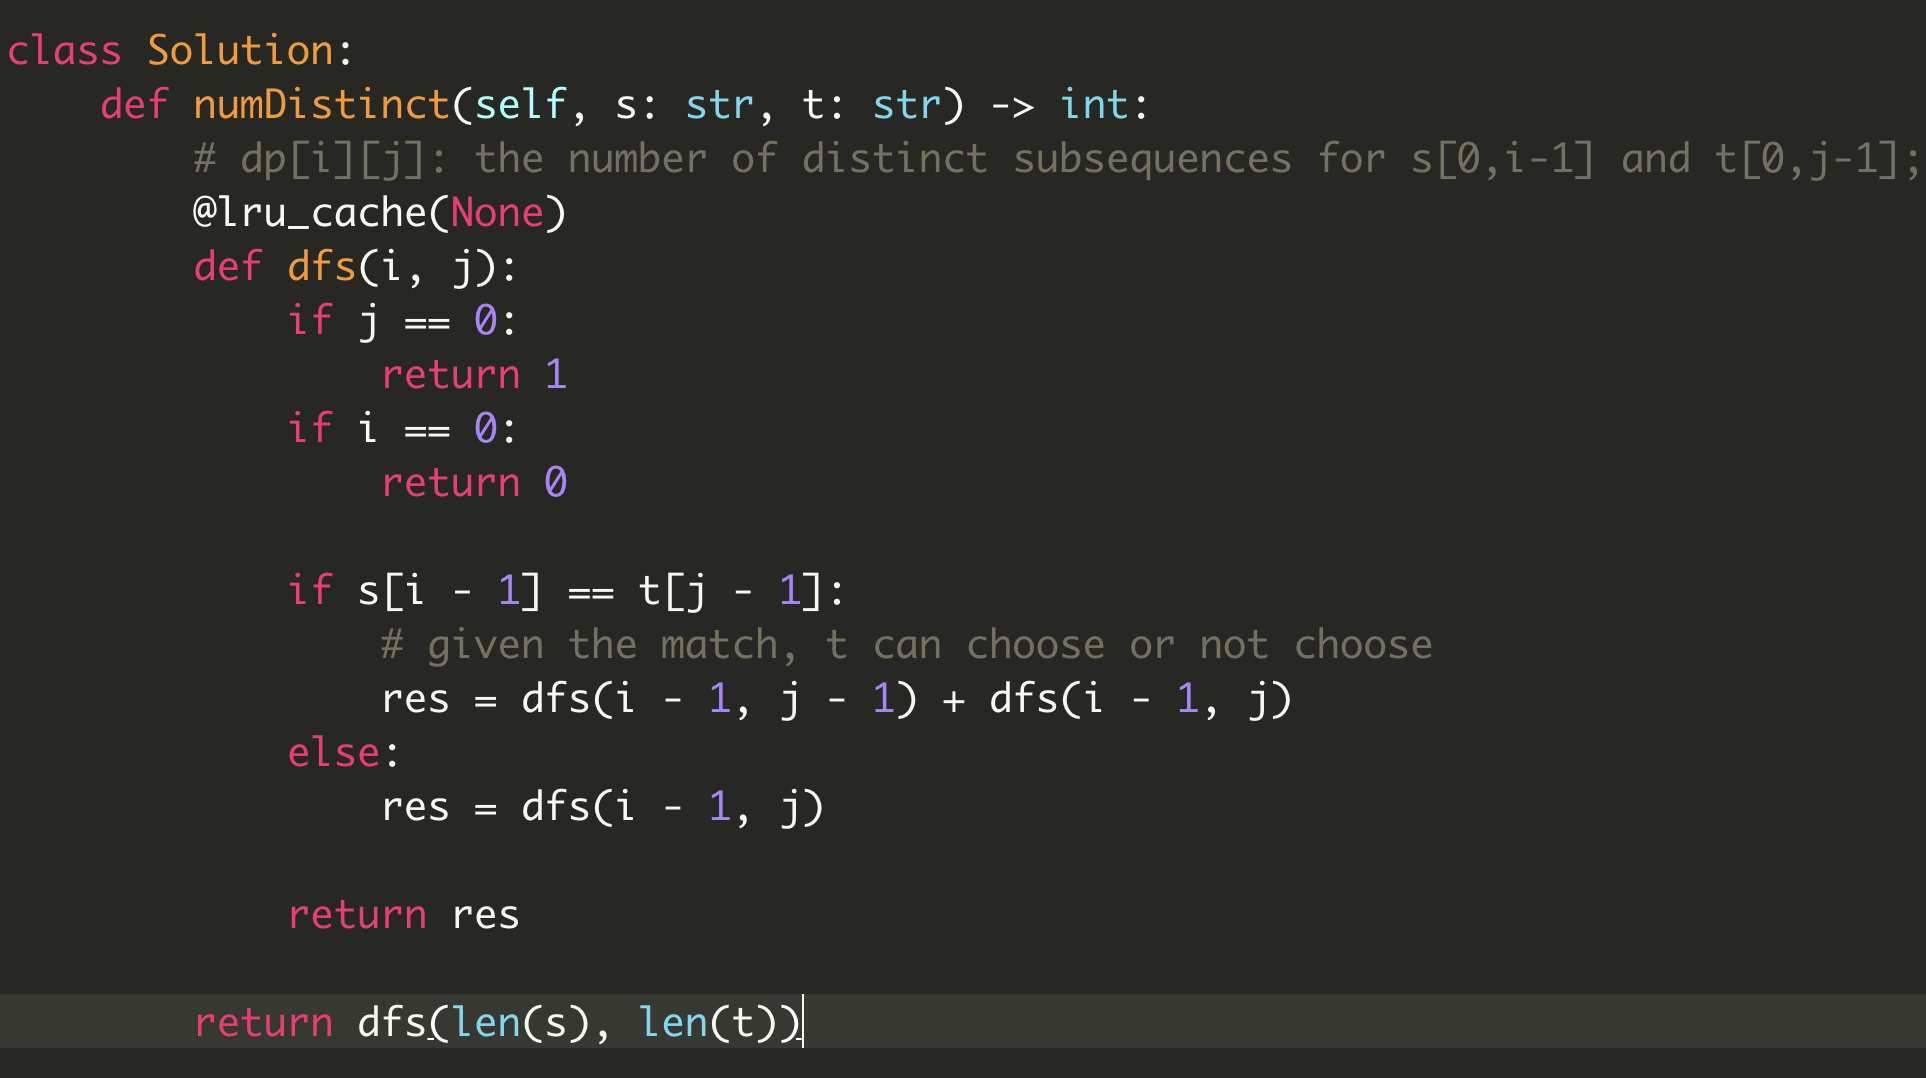 class Solution:
    def numDistinct(self, s: str, t: str) -> int:
        # dp[i][j]: the number of distinct subsequences for s[0,i-1] and t[0,j-1];
        @lru_cache(None)
        def dfs(i, j):
            if j == 0:
                return 1
            if i == 0:
                return 0

            if s[i - 1] == t[j - 1]:
                # given the match, t can choose or not choose
                res = dfs(i - 1, j - 1) + dfs(i - 1, j)
            else:
                res = dfs(i - 1, j)

            return res

        return dfs(len(s), len(t))